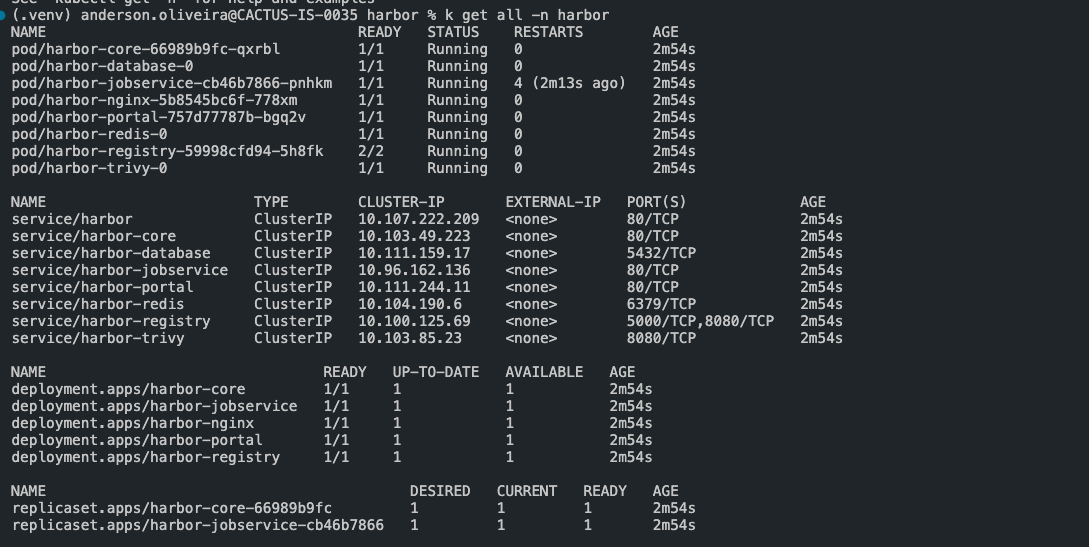 (.venv) anderson.oliveira@CACTUS-IS-0035 harbor % k get all -n harbor
NAME READY STATUS RESTARTS AGE
pod/harbor-core-66989b9fc-qxrbl 1/1 Running 0 2m54s
pod/harbor-database-0 1/1 Running 0 2m54s
pod/harbor-jobservice-cb46b7866-pnhkm 1/1 Running 4 (2m13s ago) 2m54s
pod/harbor-nginx-5b8545bc6f-778xm 1/1 Running 0 2m54s
pod/harbor-portal-757d77787b-bgq2v 1/1 Running 0 2m54s
pod/harbor-redis-0 1/1 Running 0 2m54s
pod/harbor-registry-59998cfd94-5h8fk 2/2 Running 0 2m54s
pod/harbor-trivy-0 1/1 Running 0 2m54s
NAME TYPE CLUSTER-IP EXTERNAL-IP PORT(S) AGE
service/harbor ClusterIP 10.107.222.209 <none> 80/TCP 2m54s
service/harbor-core ClusterIP 10.103.49.223 <none> 80/TCP 2m54s
service/harbor-database ClusterIP 10.111.159.17 <none> 5432/TCP 2m54s
service/harbor-jobservice ClusterIP 10.96.162.136 <none> 80/TCP 2m54s
service/harbor-portal ClusterIP 10.111.244.11 <none> 80/TCP 2m54s
service/harbor-redis ClusterIP 10.104.190.6 <none> 6379/TCP 2m54s
service/harbor-registry ClusterIP 10.100.125.69 <none> 5000/TCP,8080/TCP 2m54s
service/harbor-trivy ClusterIP 10.103.85.23 <none> 8080/TCP 2m54s
NAME READY UP-TO-DATE AVAILABLE AGE
deployment.apps/harbor-core 1/1 1 1 2m54s
deployment.apps/harbor-jobservice 1/1 1 1 2m54s
deployment.apps/harbor-nginx 1/1 1 1 2m54s
deployment.apps/harbor-portal 1/1 1 1 2m54s
deployment.apps/harbor-registry 1/1 1 1 2m54s
NAME DESIRED CURRENT READY AGE
replicaset.apps/harbor-core-66989b9fc 1 1 1 2m54s
replicaset.apps/harbor-jobservice-cb46b7866 1 1 1 2m54s